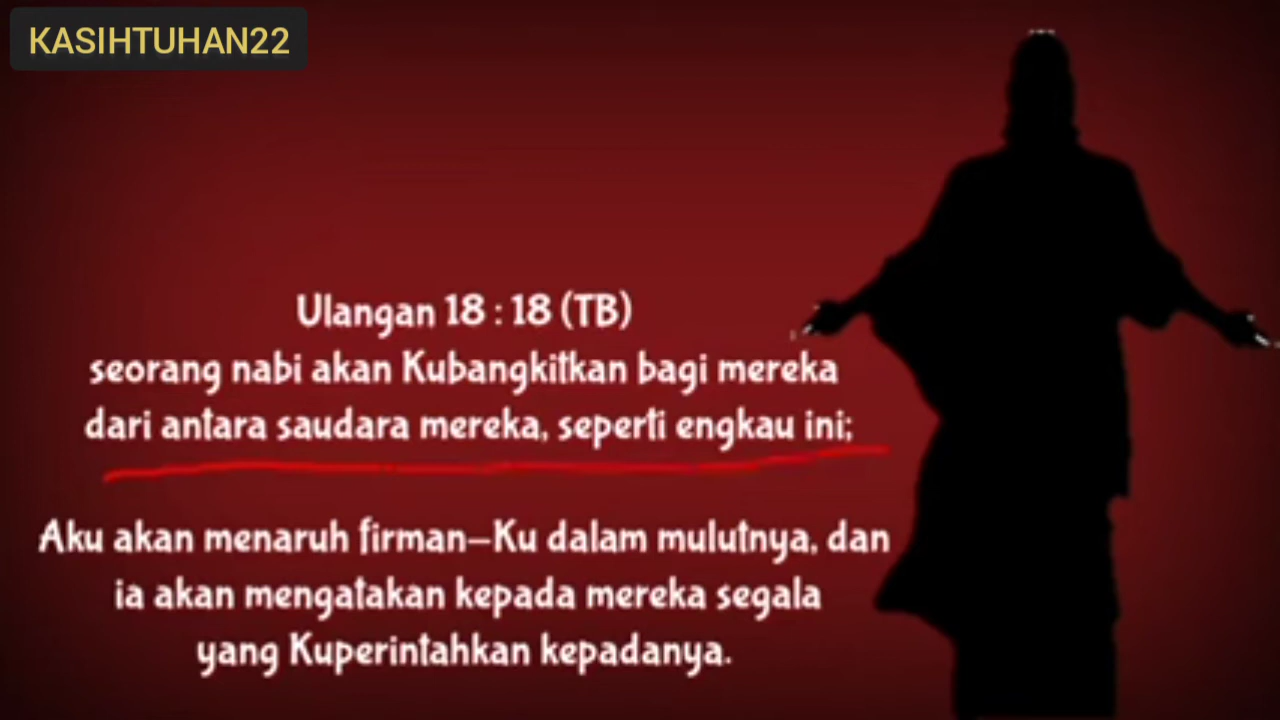 KASIHTUHAN22
Ulangan 18 : 18 (TB)
seorang nabi akan Kubangkitkan bagi mereka
dari antara saudara mereka, seperti engkau ini;
Aku akan menaruh firman-Ku dalam mulutnya, dan
ia akan mengatakan kepada mereka segala
yang Kuperintahkan kepadanya.